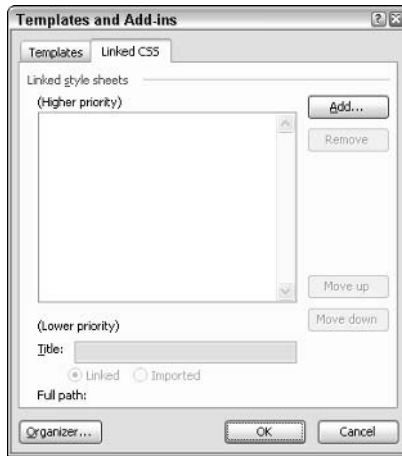 Templates and Add-ins
Templates Linked CSS
Linked style sheets
(Higher priority)
Add...
Remove
Move up
Move down
(Lower priority)
Title:
Linked Imported
Full path:
Organizer... OK Cancel